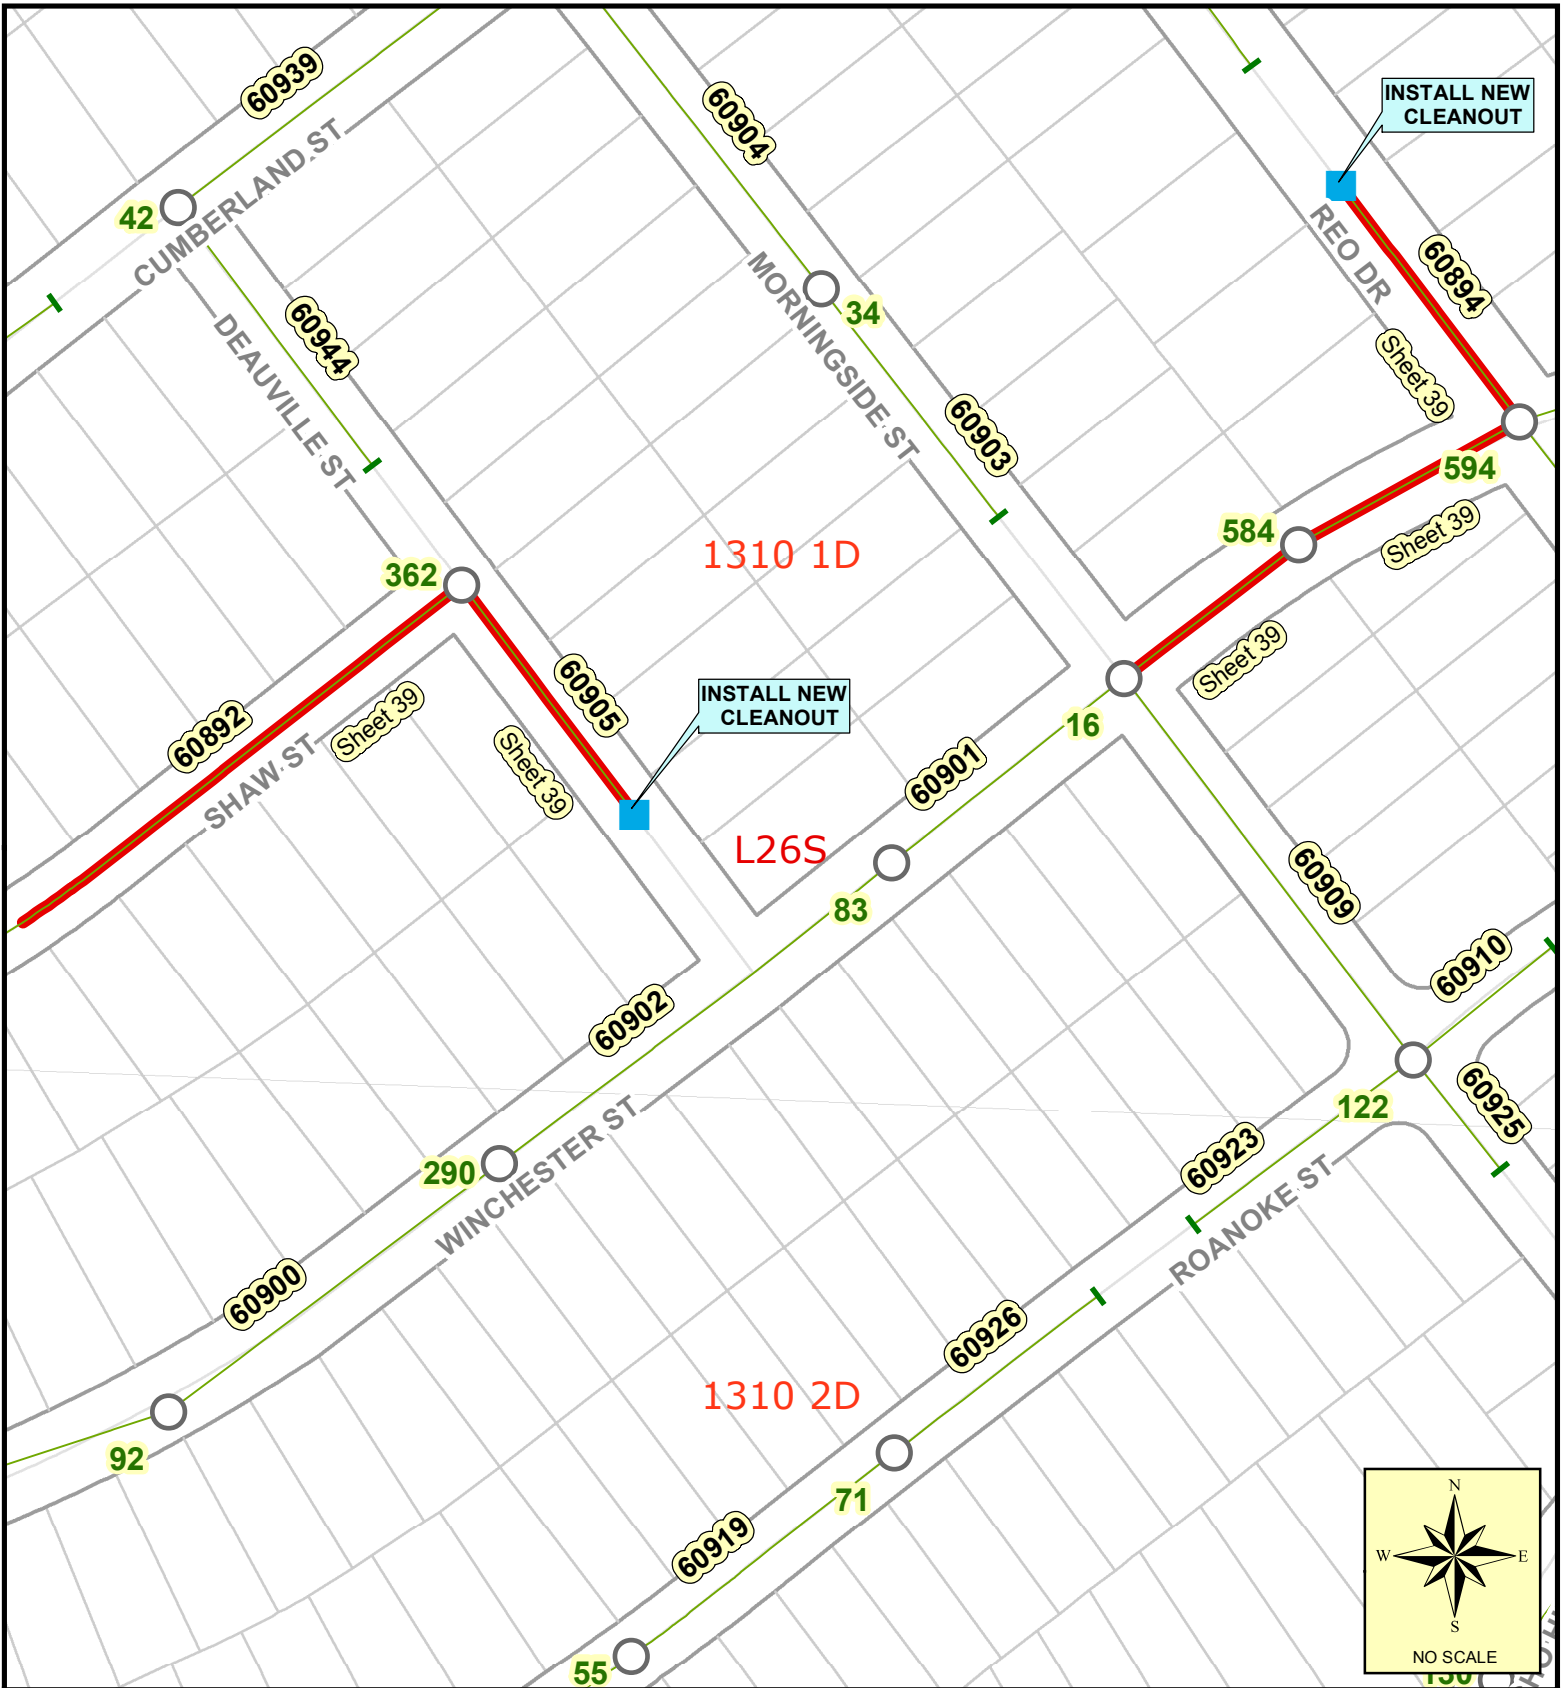 60939
60904
INSTALL NEW
CLEANOUT
42
CUMBERLAND ST
REO DR
60894
60944
DEAUVILLE ST
MORNINGSIDE ST
34
Sheet 39
60903
594
584
Sheet 39
1310 1D
362
Sheet 39
60905
INSTALL NEW
CLEANOUT
60892
Sheet 39
SHAW ST
Sheet 39
16
60901
L26S
83
60909
60910
60902
60925
122
290
WINCHESTER ST
60923
ROANOKE ST
60900
60926
1310 2D
92
71
60919
55
N
W
E
S
NO SCALE